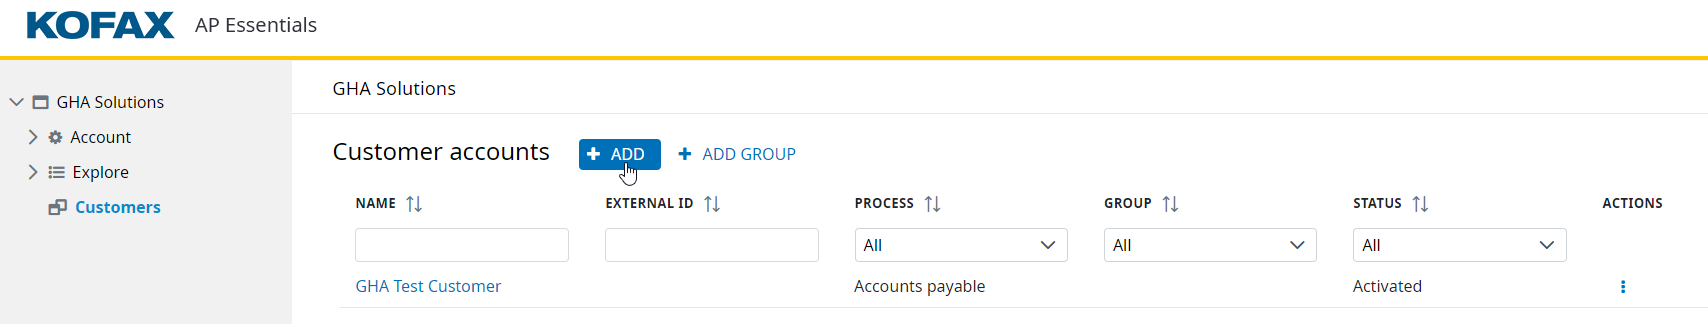 KOFAX AP Essentials
GHA Solutions
Account
Explore
Customers
GHA Solutions
Customer accounts + ADD + ADD GROUP
NAME EXTERNAL ID PROCESS GROUP STATUS ACTIONS
All All All
GHA Test Customer Accounts payable Activated